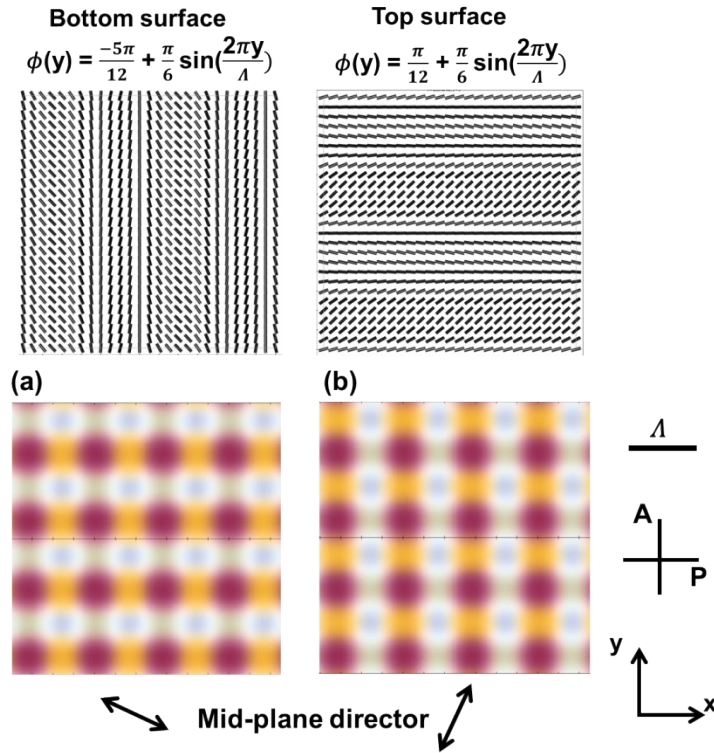 Bottom surface
Top surface
ϕ(y) = −5π/12 + π/6 sin(2πy/Λ)
ϕ(y) = π/12 + π/6 sin(2πy/Λ)
(a)
(b)
Λ
A
P
y
x
Mid-plane director